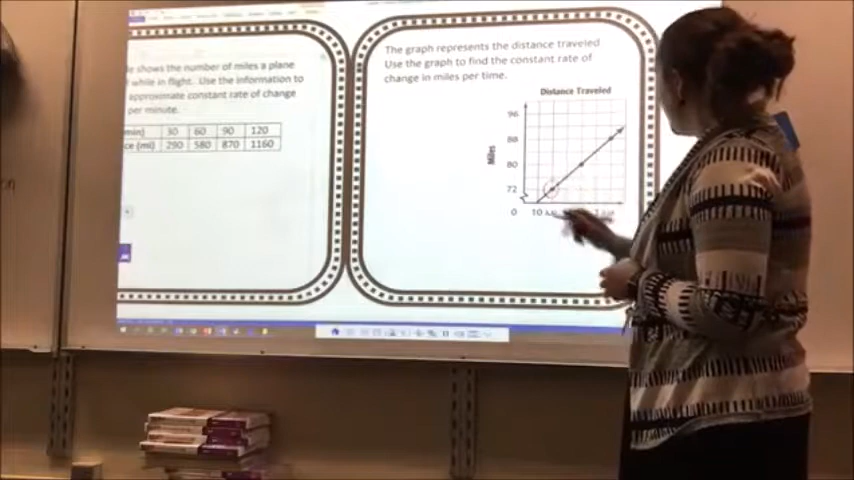 le shows the number of miles a plane
f while in flight. Use the information to
approximate constant rate of change
per minute.
min) 30 60 90 120
ce (mi) 290 580 870 1160
The graph represents the distance traveled
Use the graph to find the constant rate of
change in miles per time.
Distance Traveled
96
88
Miles
80
72
0 10